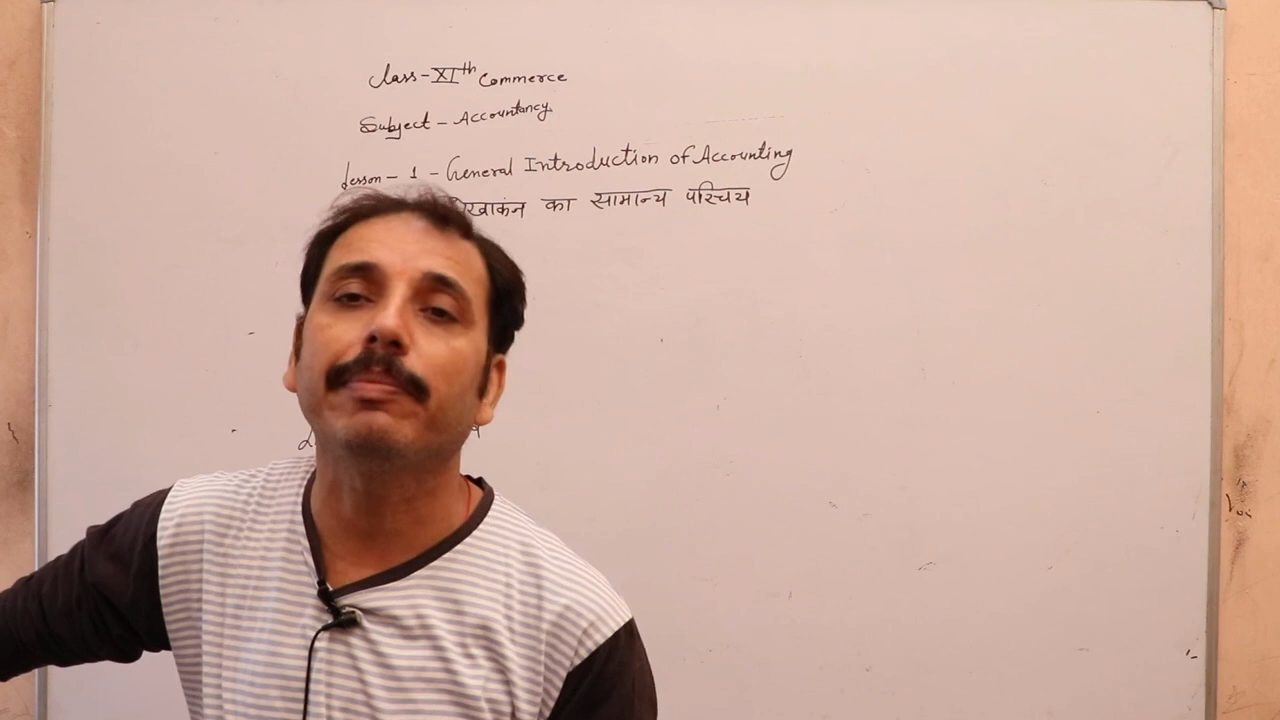 Class - XIth Commerce
Subject - Accountancy
Lesson - 1 - General Introduction of Accounting
का सामान्य परिचय